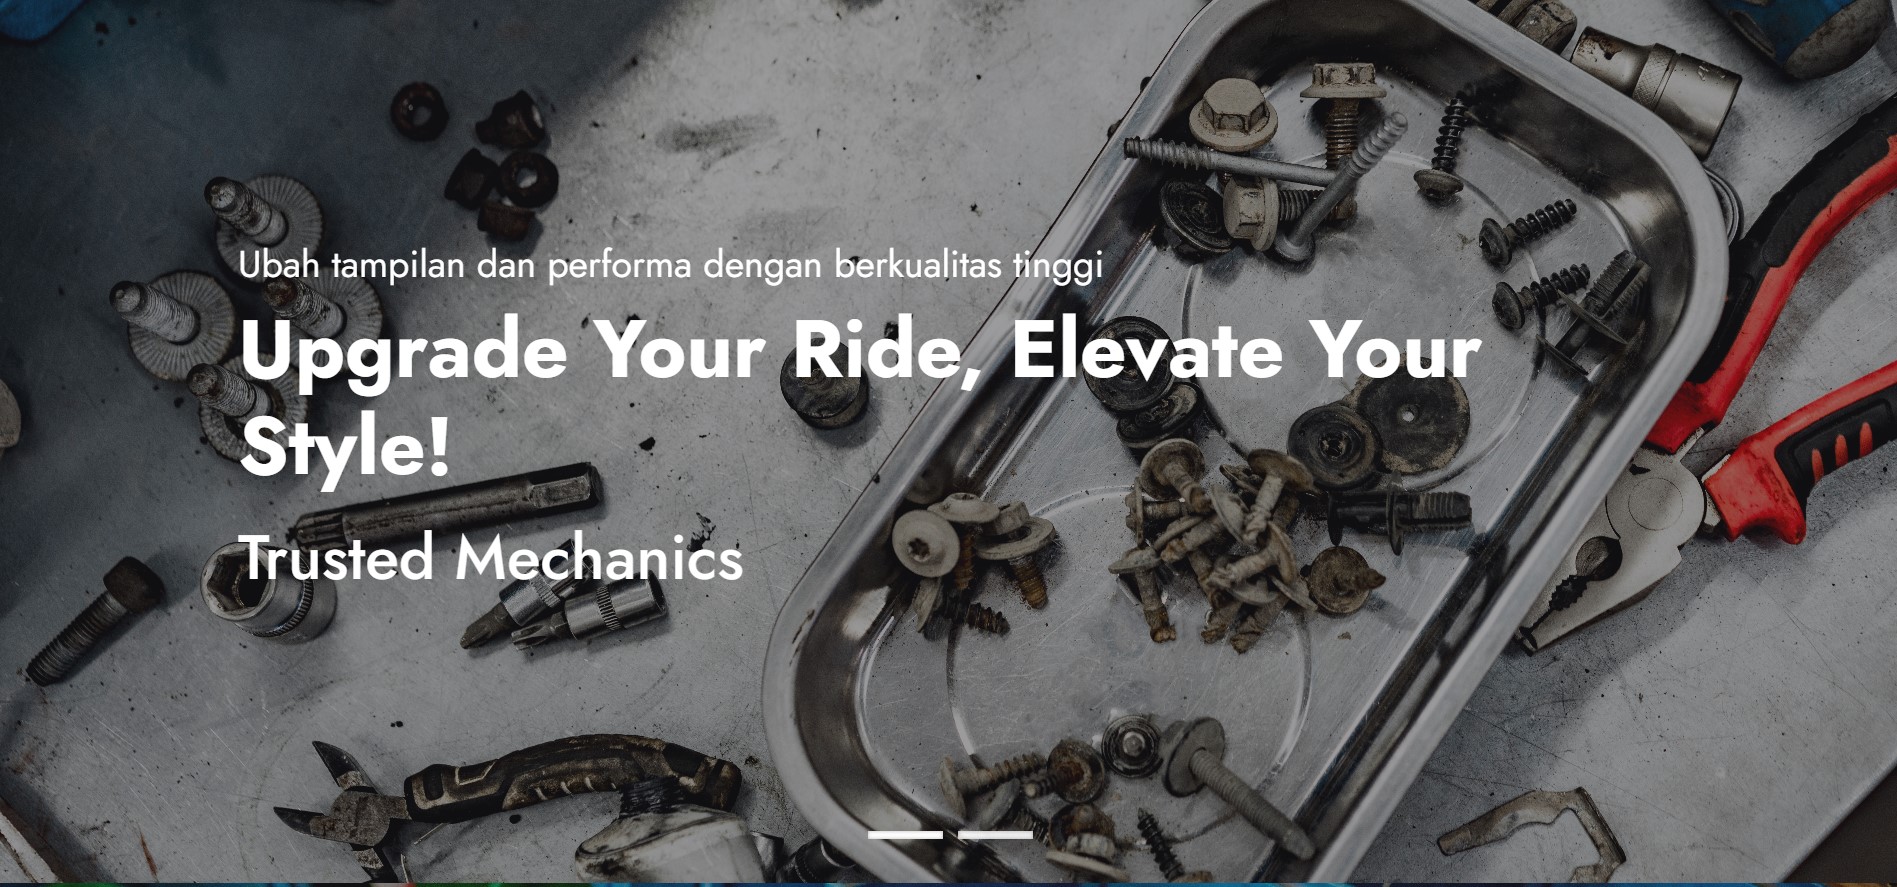 Ubah tampilan dan performa dengan berkualitas tinggi
Upgrade Your Ride, Elevate Your
Style!
Trusted Mechanics